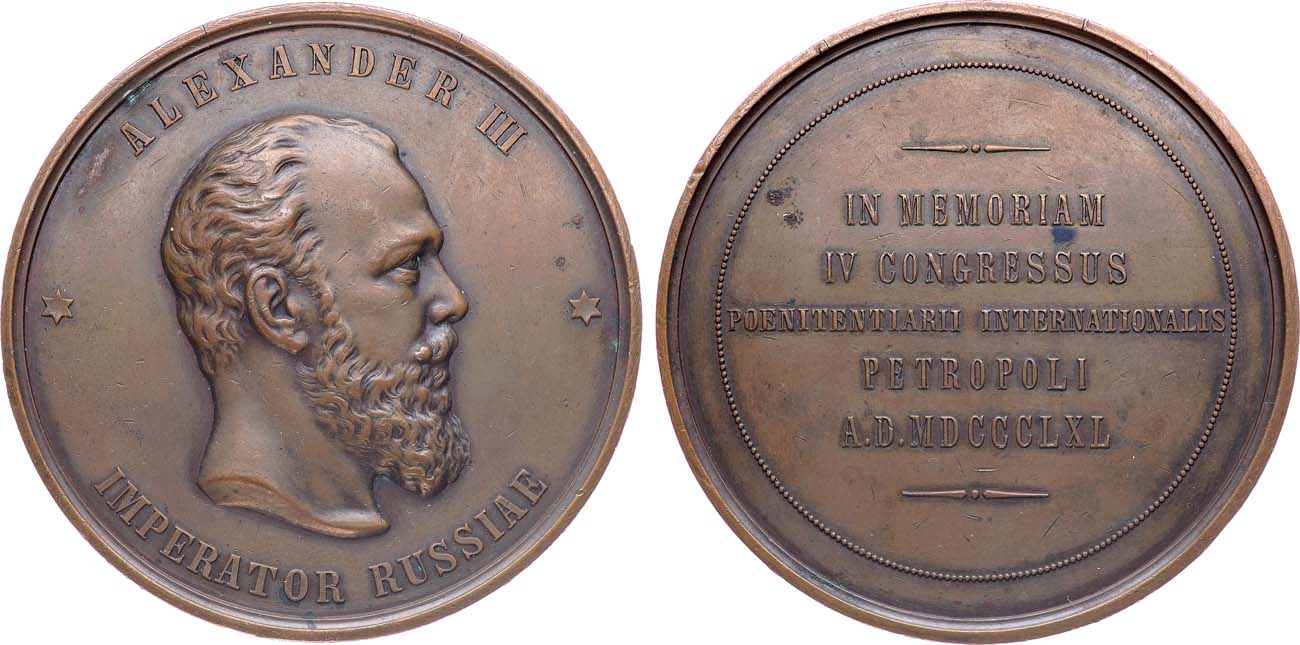 ALEXANDER III
IMPERATOR RUSSIAE
IN MEMORIAM
IV CONGRESSUS
POENITENTIARII INTERNATIONALIS
PETROPOLI
A.D.MDCCCLXL